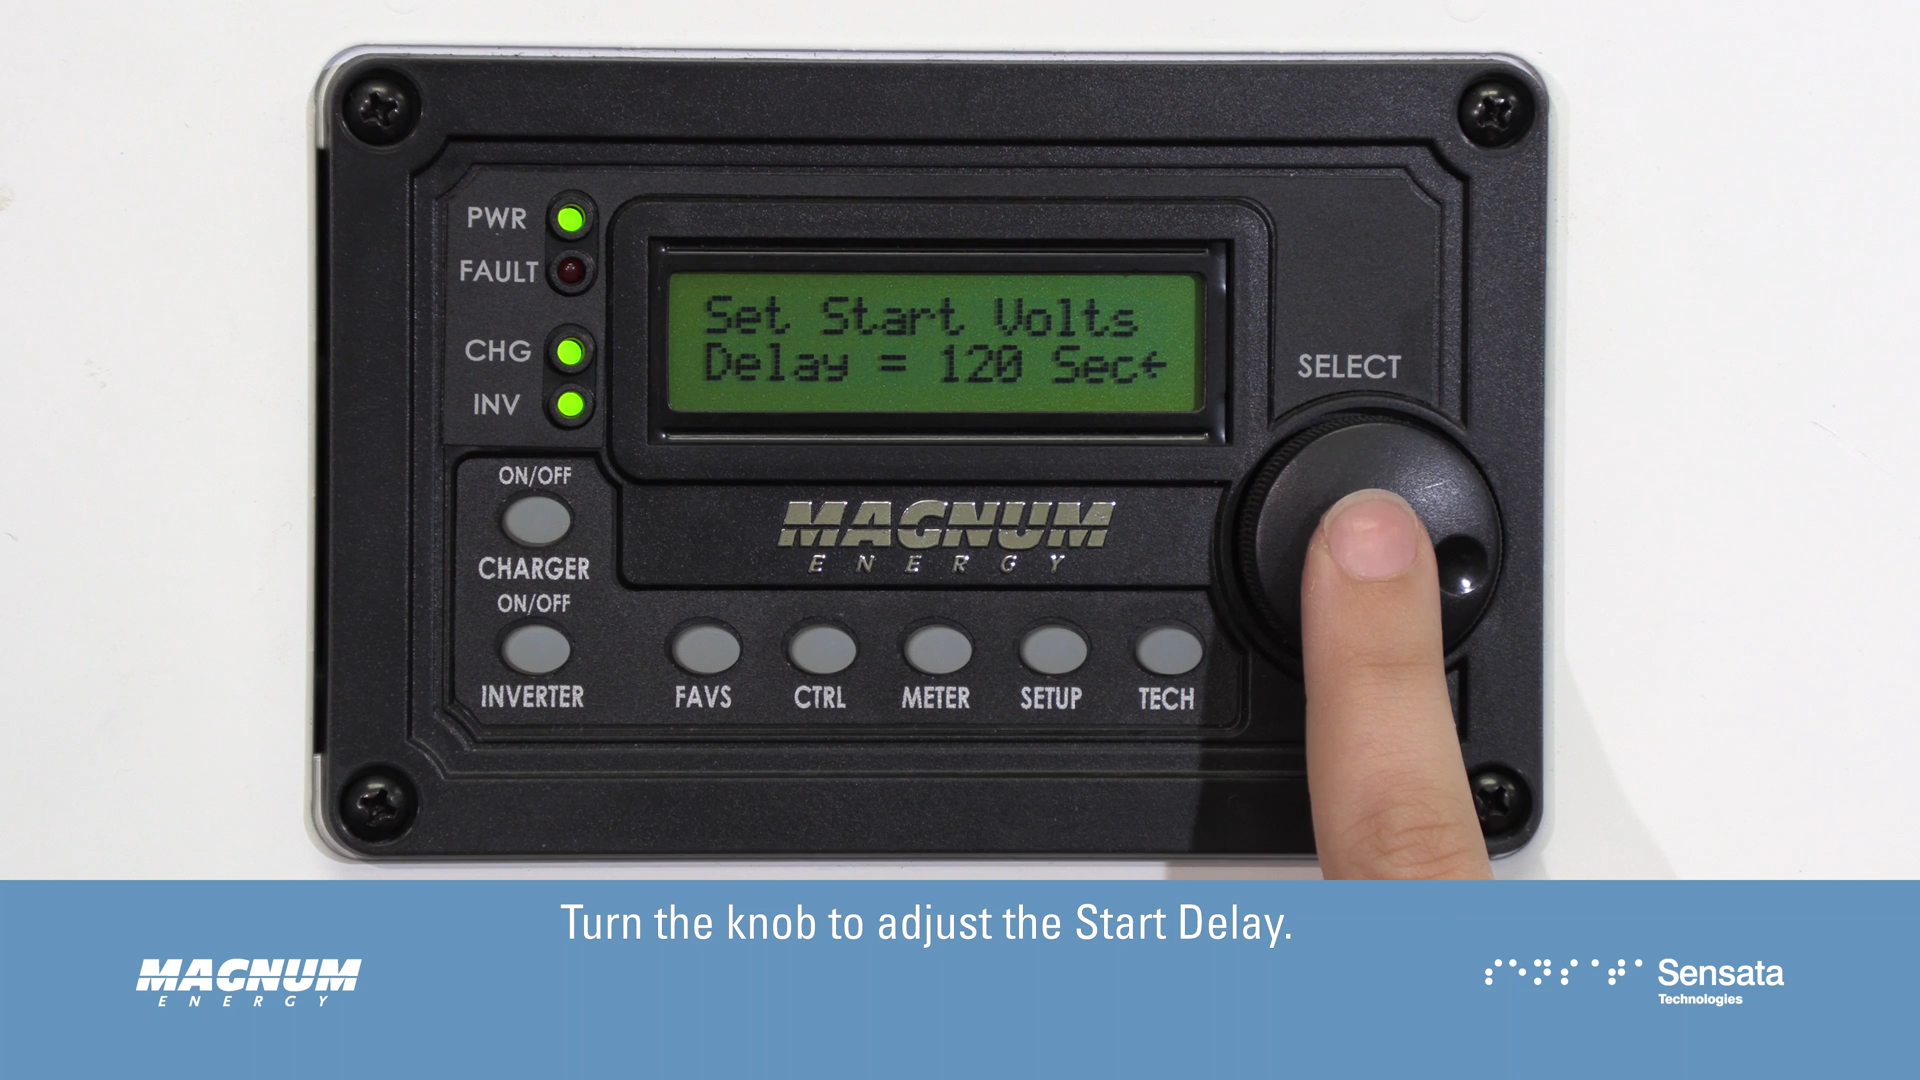 PWR
FAULT
CHG
INV
Set Start Volts
Delay = 120 Sec←
SELECT
ON/OFF
CHARGER
ON/OFF
INVERTER
MAGNUM
ENERGY
FAVS
CTRL
METER
SETUP
TECH
Turn the knob to adjust the Start Delay.
MAGNUM
ENERGY
Sensata
Technologies